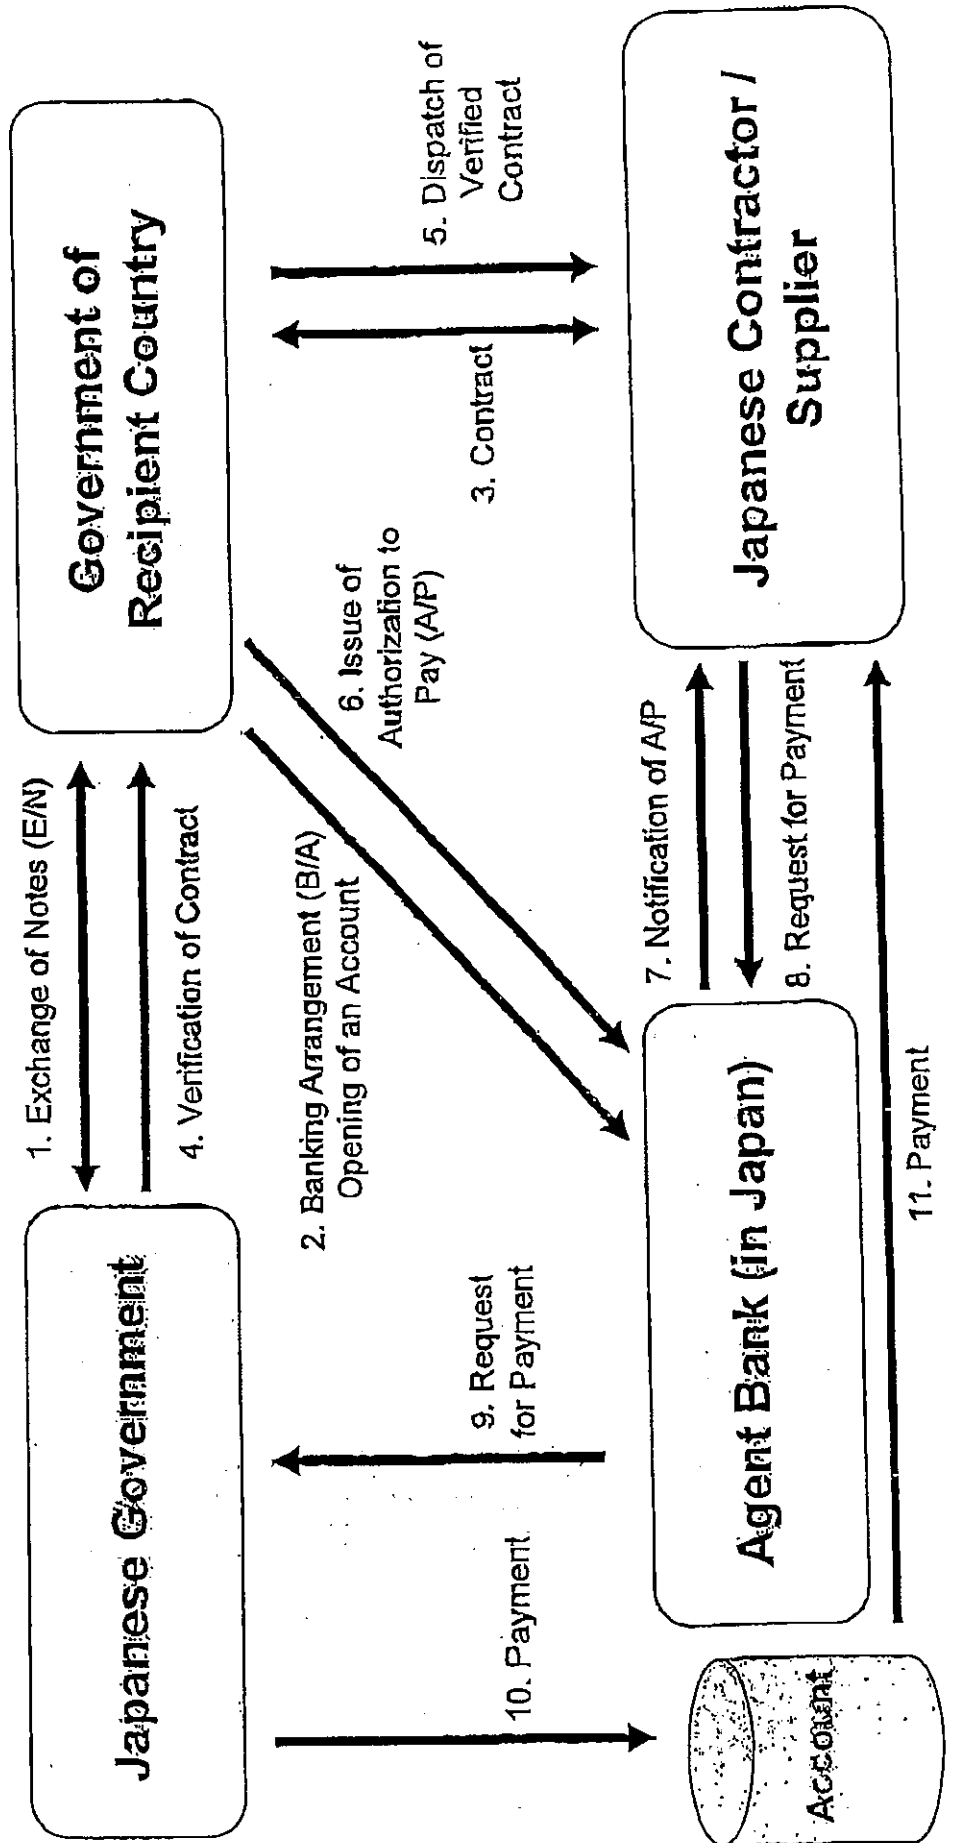 Japanese Government
1. Exchange of Notes (E/N)
4. Verification of Contract
Government of
Recipient Country
2. Banking Arrangement (B/A)
Opening of an Account
6. Issue of
Authorization to
Pay (A/P)
3. Contract
5. Dispatch of
Verified
Contract
10. Payment
9. Request
for Payment
Account
Agent Bank (in Japan)
7. Notification of A/P
8. Request for Payment
11. Payment
Japanese Contractor /
Supplier